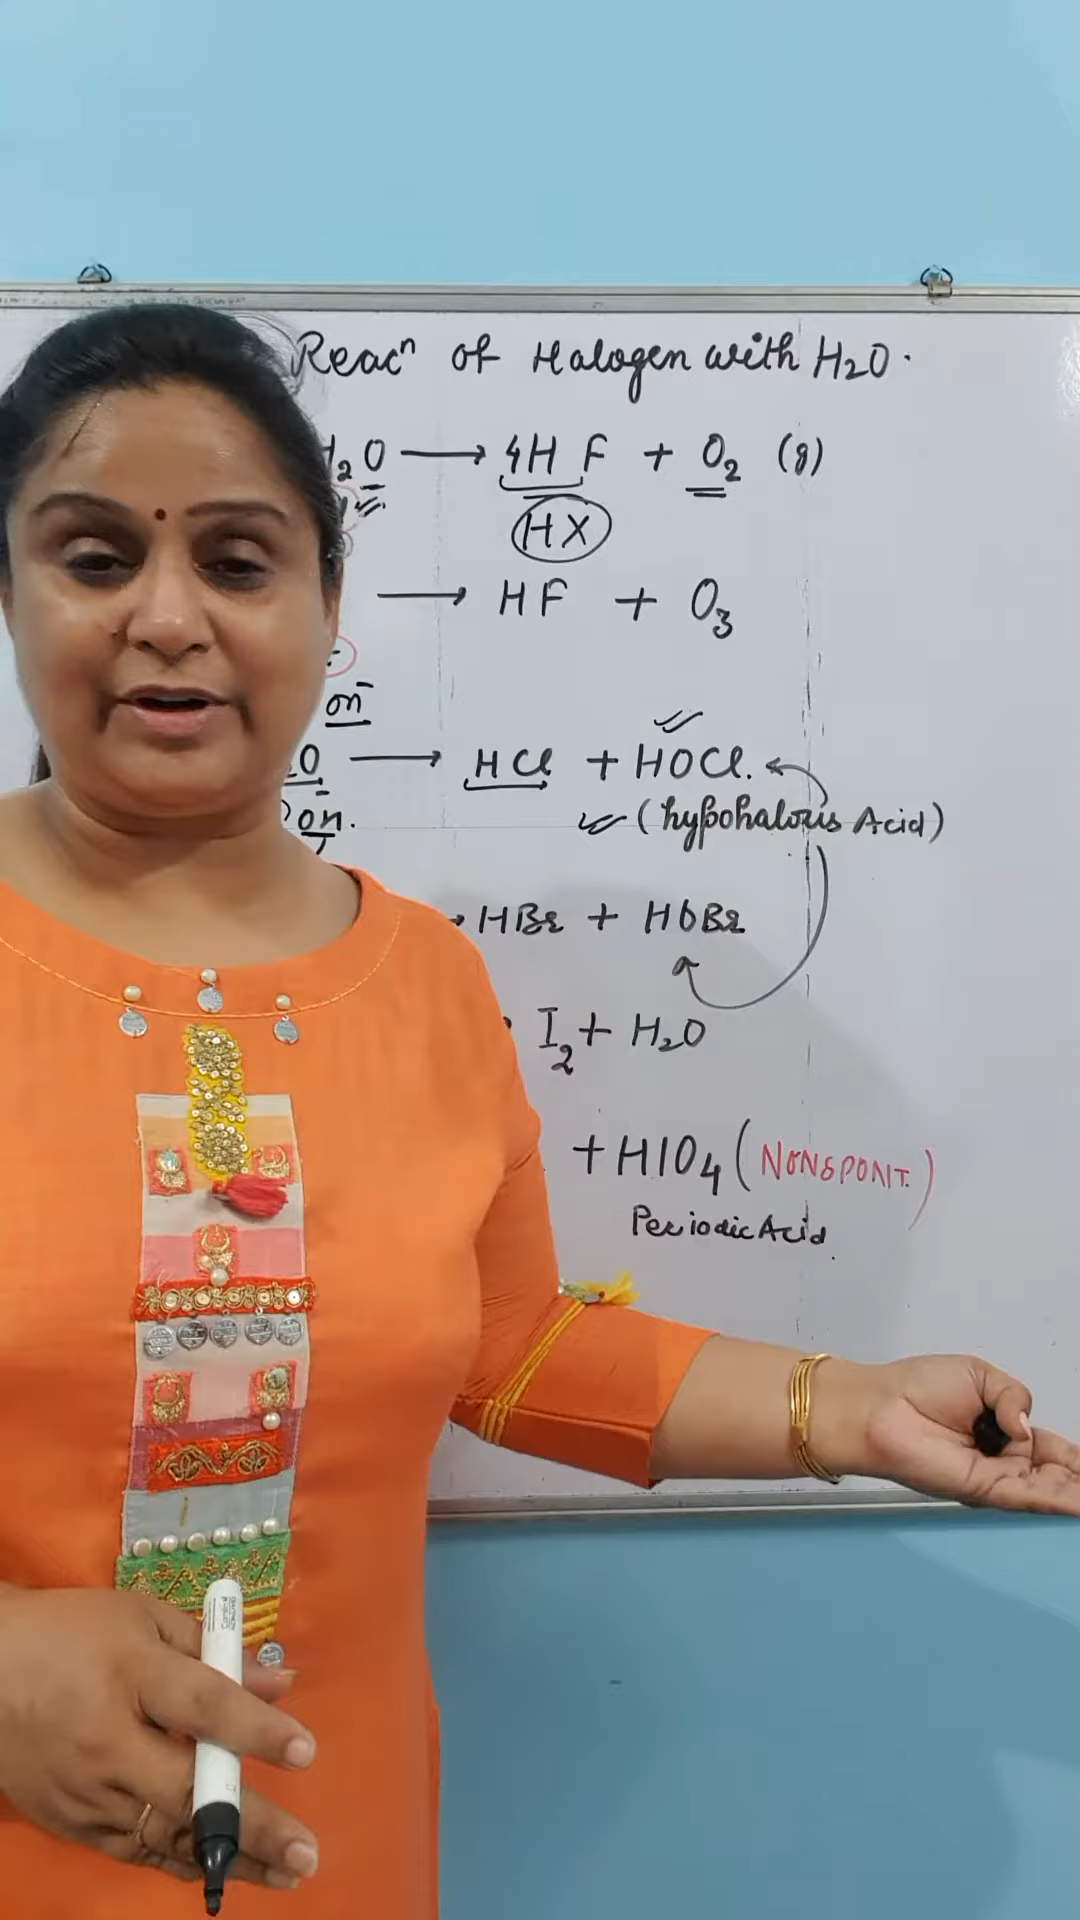 Reacⁿ of Halogen with H₂O.
H₂O ⟶ 4HF + O₂ (g)
HX
⟶ HF + O₃
on
O ⟶ HCl + HOCl.
on. (hypohalous Acid)
HBr + HOBr
I₂ + H₂O
+ HIO₄ (NONSPONT.)
Periodic Acid.